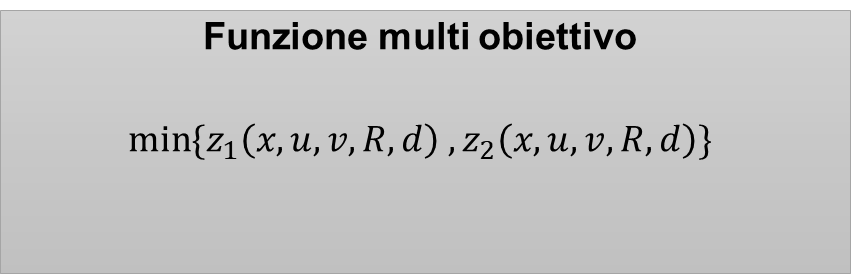 Funzione multi obiettivo
min{z₁(x, u, v, R, d) , z₂(x, u, v, R, d)}